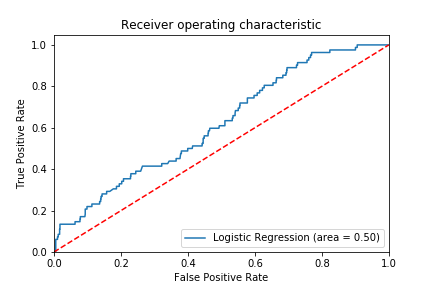 Receiver operating characteristic
True Positive Rate
1.0
0.8
0.6
0.4
0.2
0.0
Logistic Regression (area = 0.50)
0.0 0.2 0.4 0.6 0.8 1.0
False Positive Rate